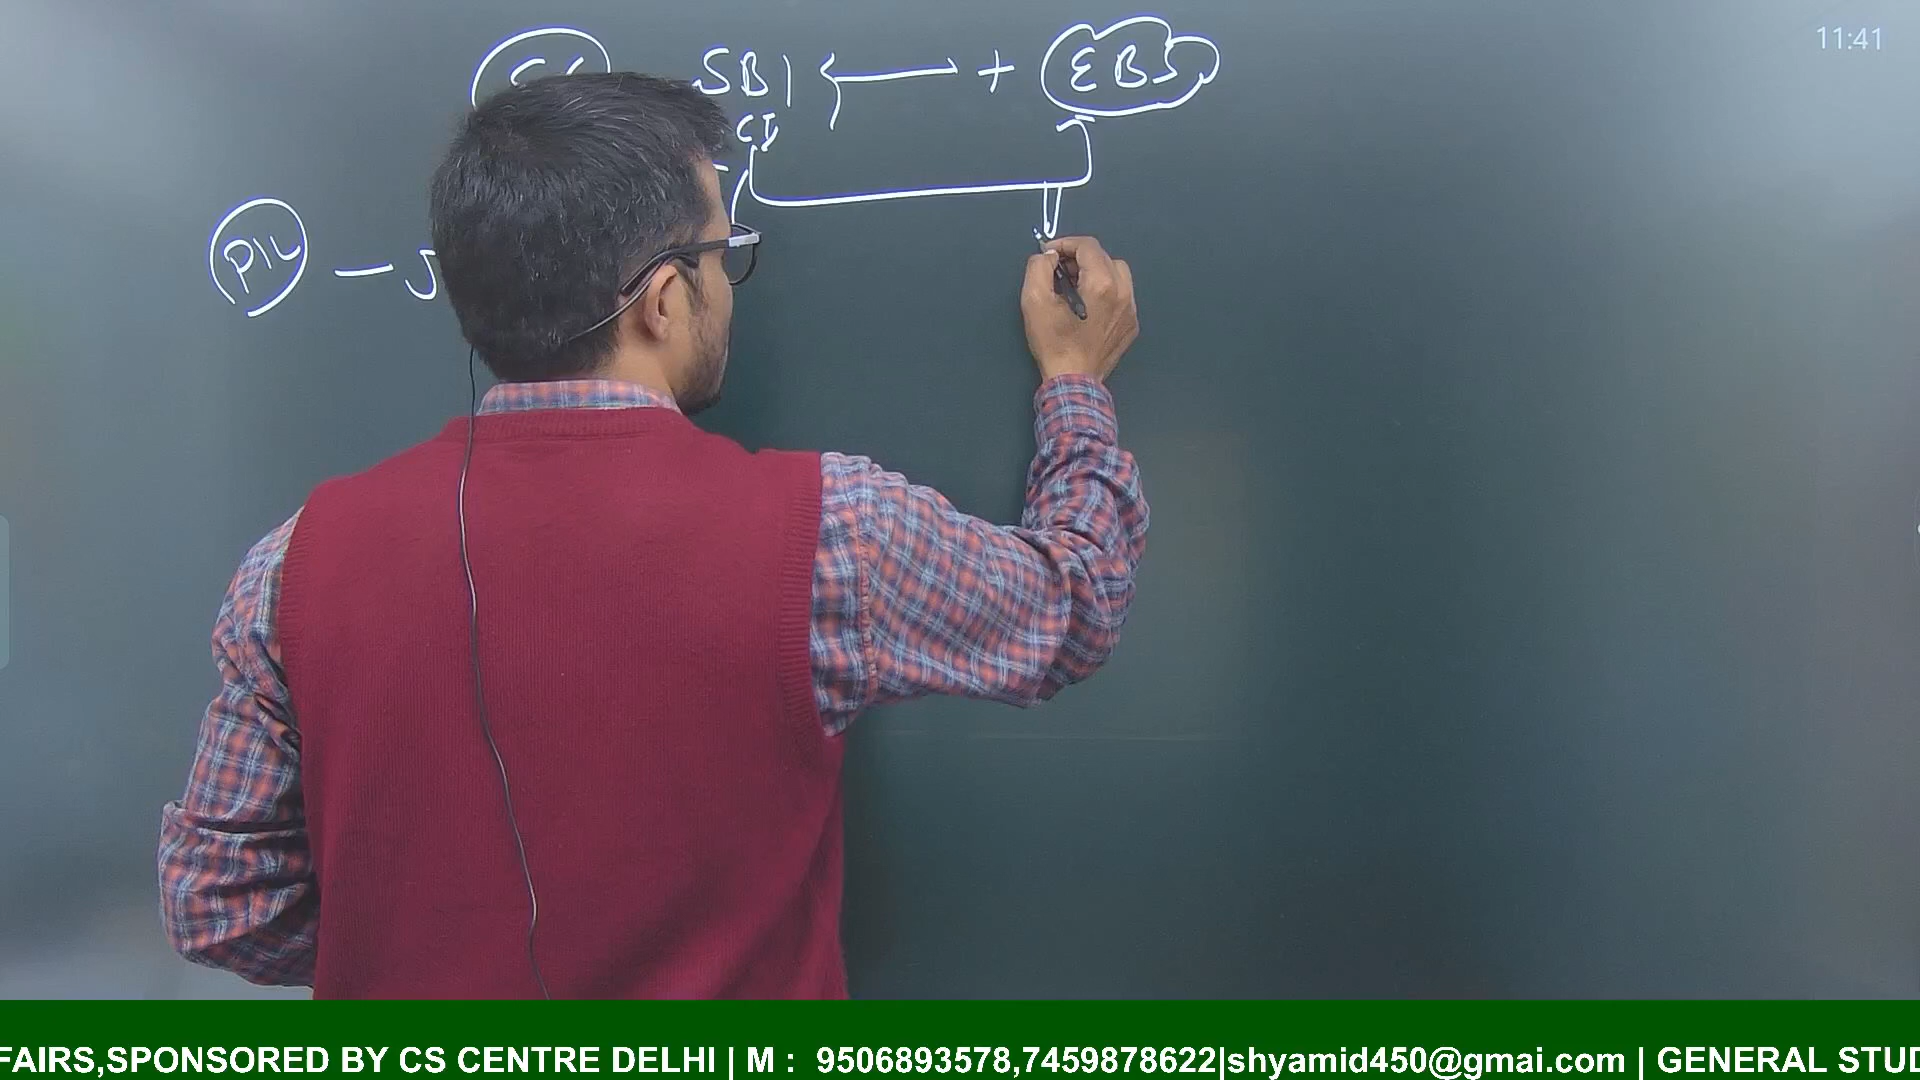 11:41
SBI + EBS
CI
PIL —
FAIRS,SPONSORED BY CS CENTRE DELHI | M : 9506893578,7459878622|shyamid450@gmai.com | GENERAL STUD